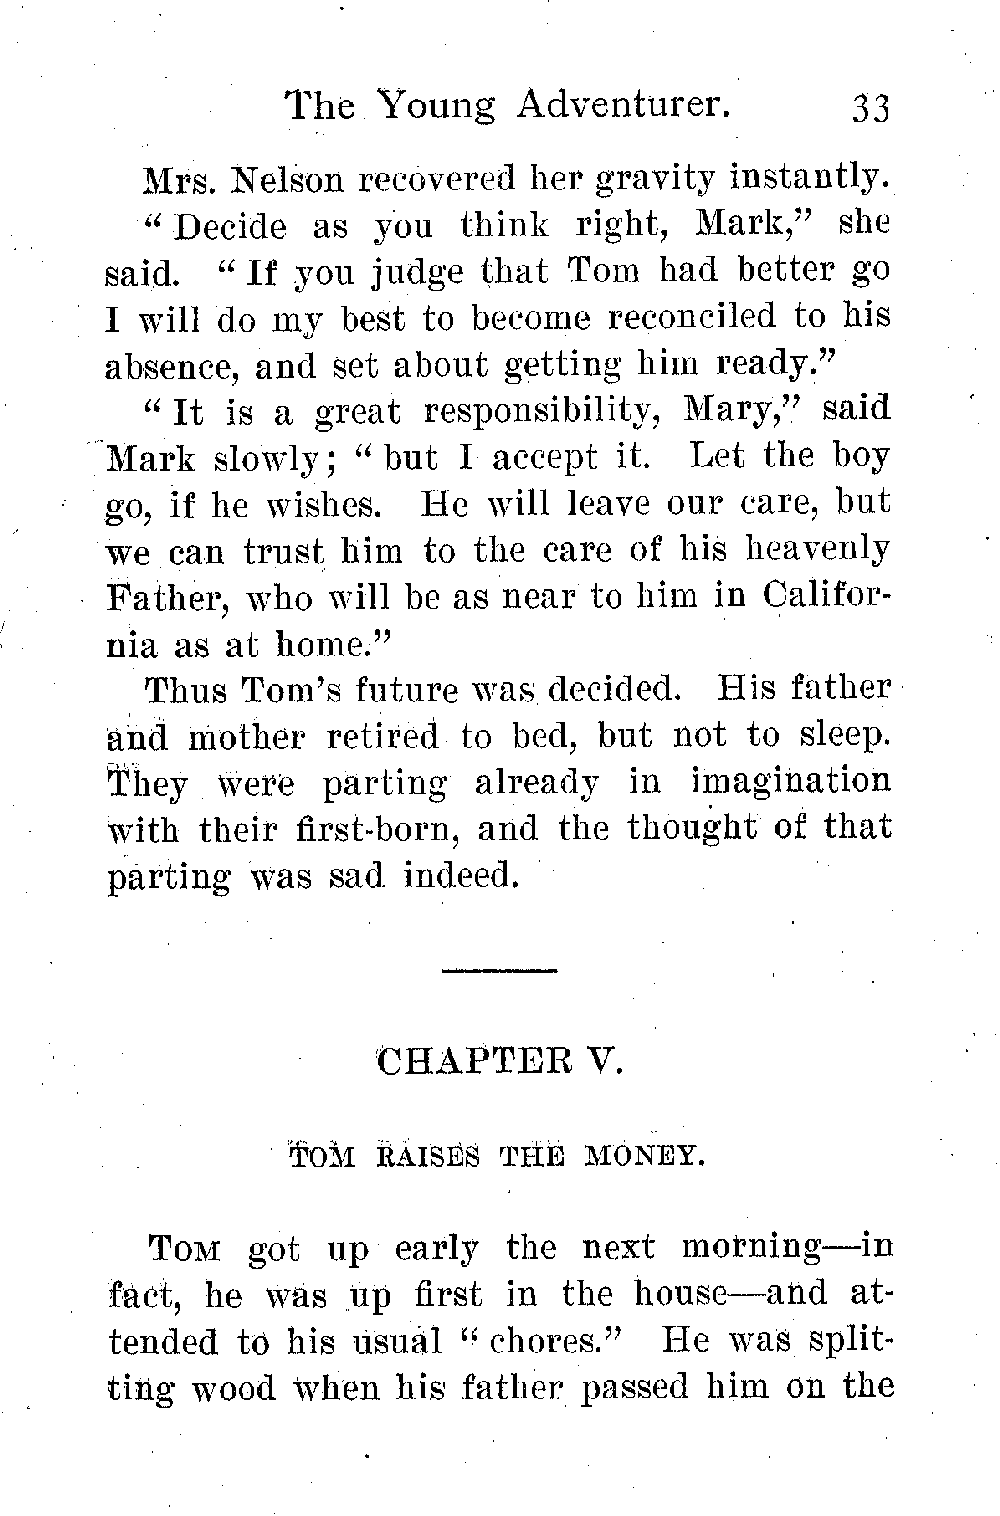 The Young Adventurer. 33
Mrs. Nelson recovered her gravity instantly.
“Decide as you think right, Mark,” she
said. “If you judge that Tom had better go
I will do my best to become reconciled to his
absence, and set about getting him ready.”
“It is a great responsibility, Mary,” said
Mark slowly; “but I accept it. Let the boy
go, if he wishes. He will leave our care, but
we can trust him to the care of his heavenly
Father, who will be as near to him in Califor-
nia as at home.”
Thus Tom’s future was decided. His father
and mother retired to bed, but not to sleep.
They were parting already in imagination
with their first-born, and the thought of that
parting was sad indeed.
CHAPTER V.
TOM RAISES THE MONEY.
TOM got up early the next morning—in
fact, he was up first in the house—and at-
tended to his usual “chores.” He was split-
ting wood when his father passed him on the